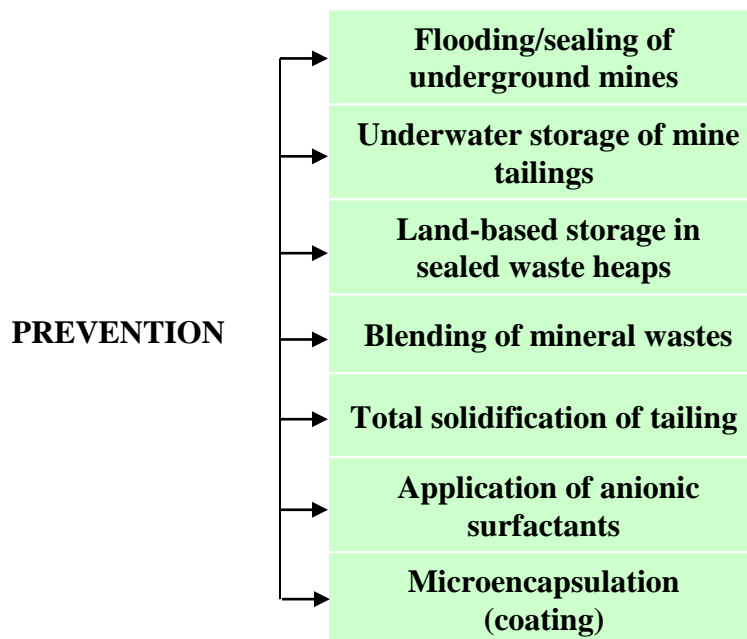 PREVENTION
Flooding/sealing of
underground mines
Underwater storage of mine
tailings
Land-based storage in
sealed waste heaps
Blending of mineral wastes
Total solidification of tailing
Application of anionic
surfactants
Microencapsulation
(coating)